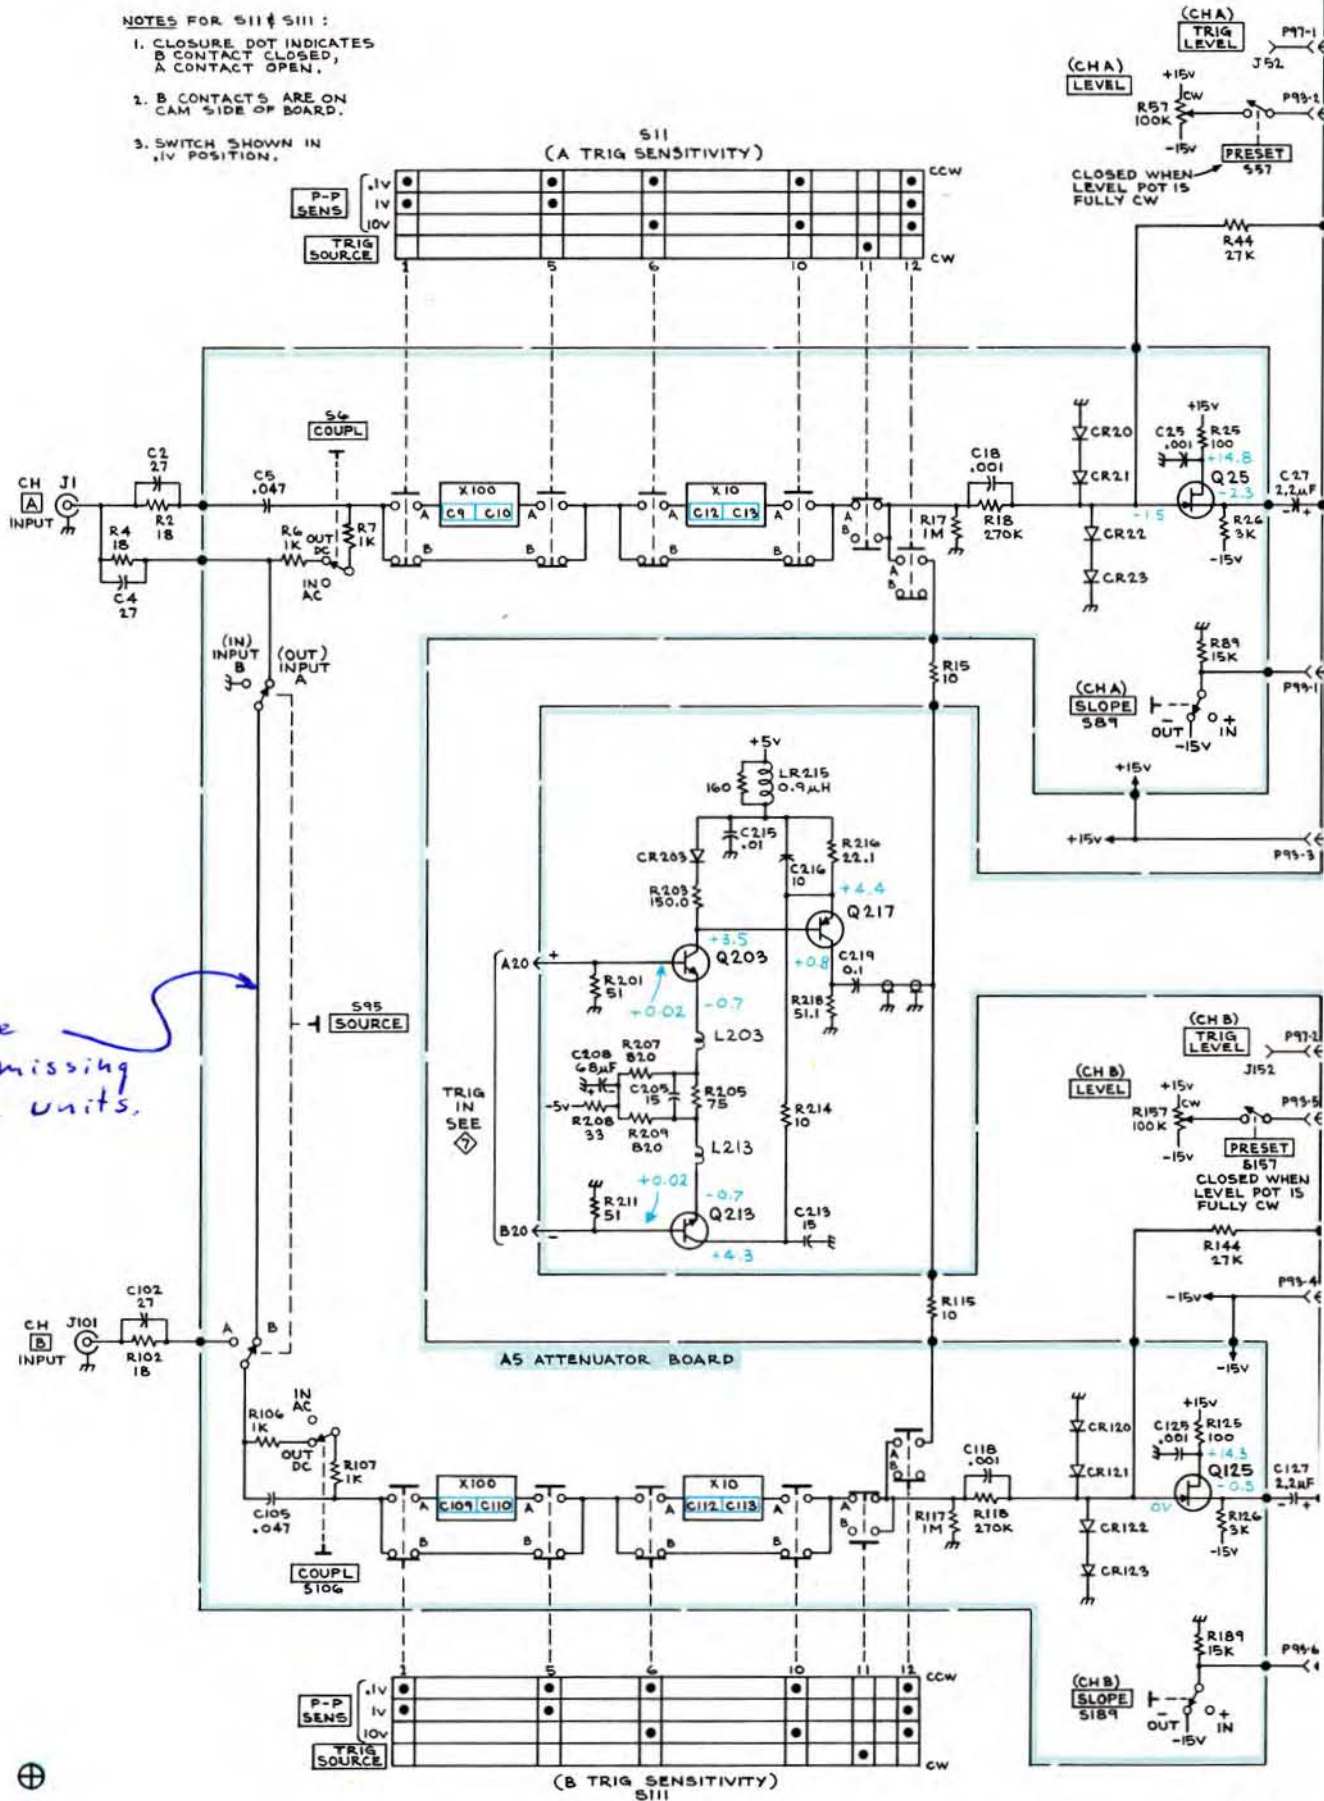 NOTES FOR S11 & S111 :
1. CLOSURE DOT INDICATES
B CONTACT CLOSED,
A CONTACT OPEN.
2. B CONTACTS ARE ON
CAM SIDE OF BOARD.
3. SWITCH SHOWN IN
.1V POSITION.
S11
(A TRIG SENSITIVITY)
P-P
SENS
.1V
1V
10V
TRIG
SOURCE
CCW
CW
1 5 6 10 11 12
(CH A)
TRIG
LEVEL
P97-1
J52
(CH A)
LEVEL
+15V
CW
R57
100K
-15V
P93-2
PRESET
S57
CLOSED WHEN
LEVEL POT IS
FULLY CW
R44
27K
S6
COUPL
CH
A
INPUT
J1
C2
27
R2
18
R4
18
C4
27
C5
.047
R6
1K
OUT
DC
IN
AC
R7
1K
A
B
X100
C9 C10
A
B
A
B
X10
C12 C13
A
B
A
B
A
B
R17
1M
C18
.001
R18
270K
CR20
CR21
CR22
CR23
C25
.001
+15V
R25
100
+14.8
Q25
-2.3
-1.5
C27
2.2μF
- +
R26
3K
-15V
(IN)
INPUT
B
(OUT)
INPUT
A
R15
10
R89
15K
(CH A)
SLOPE
S89
-
OUT
+
IN
-15V
P93-1
+15V
+15V
P93-3
+5V
160
LR215
0.9μH
C215
.01
CR203
R203
150.0
C216
10
R216
22.1
+4.4
Q217
+3.5
Q203
+0.8
C219
0.1
A20
+
R201
51
+0.02
-0.7
R218
51.1
L203
C208
68μF
R207
820
C205
15
R205
75
-5V
R208
33
R209
820
R214
10
L213
TRIG
IN
SEE
7
+0.02
-0.7
R211
51
Q213
C213
15
B20
-
+4.3
S95
SOURCE
missing
units.
(CH B)
TRIG
LEVEL
P97-2
J152
(CH B)
LEVEL
+15V
CW
R157
100K
-15V
P93-5
PRESET
S157
CLOSED WHEN
LEVEL POT IS
FULLY CW
R144
27K
P93-4
-15V
-15V
R115
10
A5 ATTENUATOR BOARD
CH
B
INPUT
J101
C102
27
R102
18
A
B
IN
AC
R106
1K
OUT
DC
R107
1K
C105
.047
COUPL
S106
A
B
X100
C109 C110
A
B
A
B
X10
C112 C113
A
B
A
B
A
B
R117
1M
C118
.001
R118
270K
CR120
CR121
CR122
CR123
C125
.001
+15V
R125
100
+14.3
Q125
-0.5
0V
C127
2.2μF
- +
R126
3K
-15V
R189
15K
P93-6
(CH B)
SLOPE
S189
-
OUT
+
IN
-15V
1 5 6 10 11 12
P-P
SENS
.1V
1V
10V
TRIG
SOURCE
CCW
CW
(B TRIG SENSITIVITY)
S111